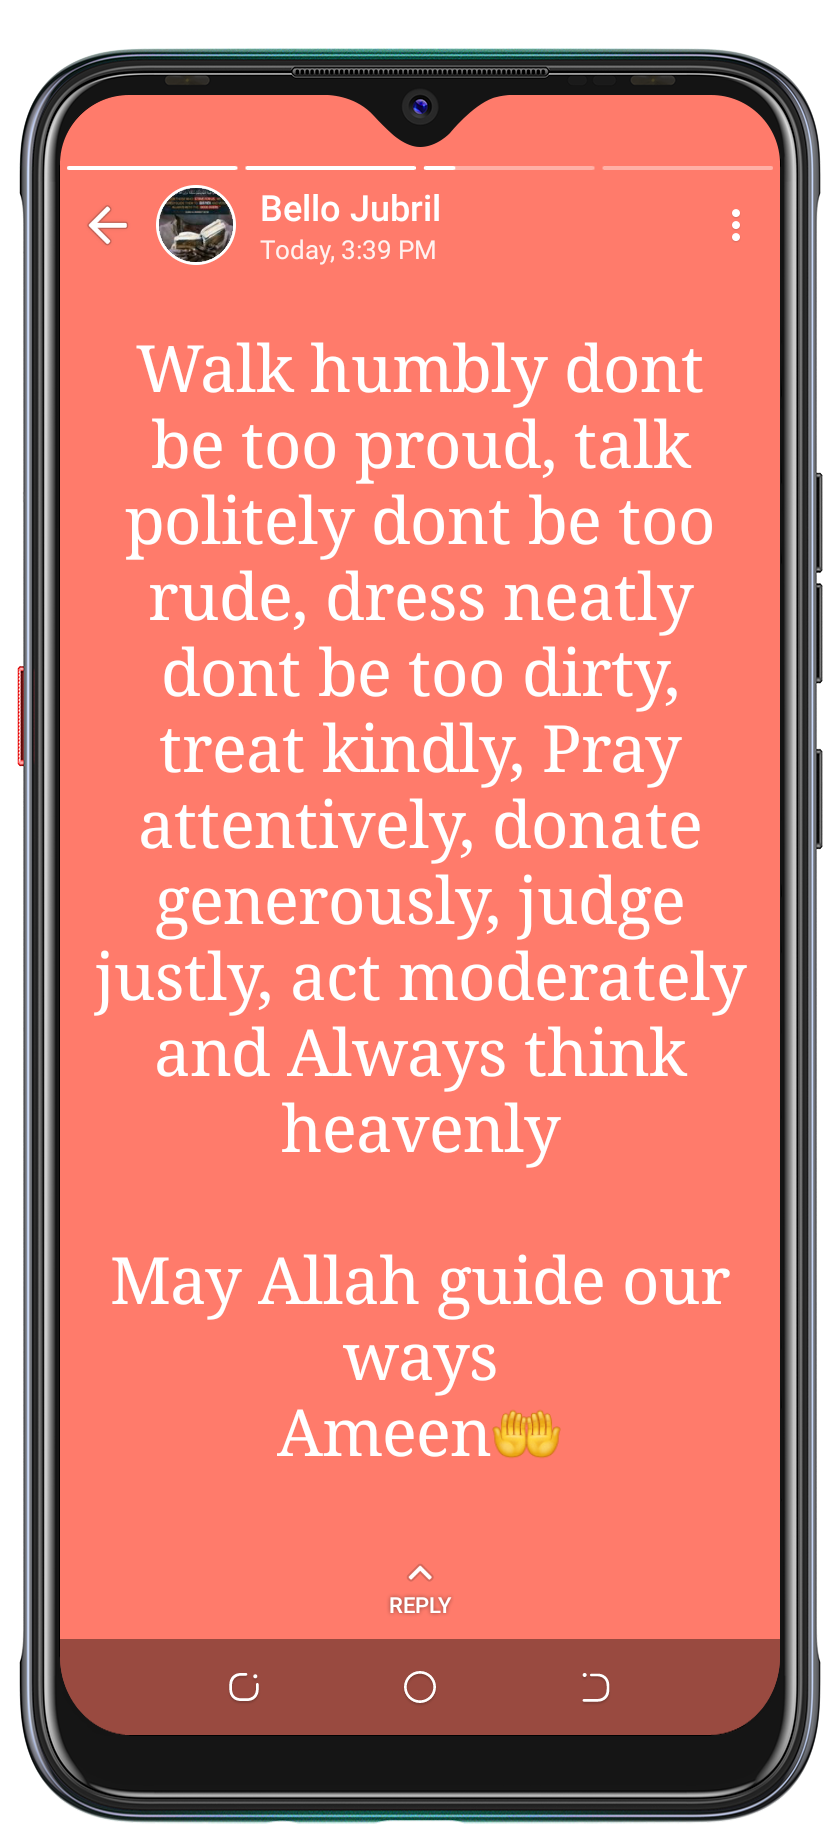 Bello Jubril
Today, 3:39 PM
Walk humbly dont
be too proud, talk
politely dont be too
rude, dress neatly
dont be too dirty,
treat kindly, Pray
attentively, donate
generously, judge
justly, act moderately
and Always think
heavenly
May Allah guide our
ways
Ameen🤲
REPLY